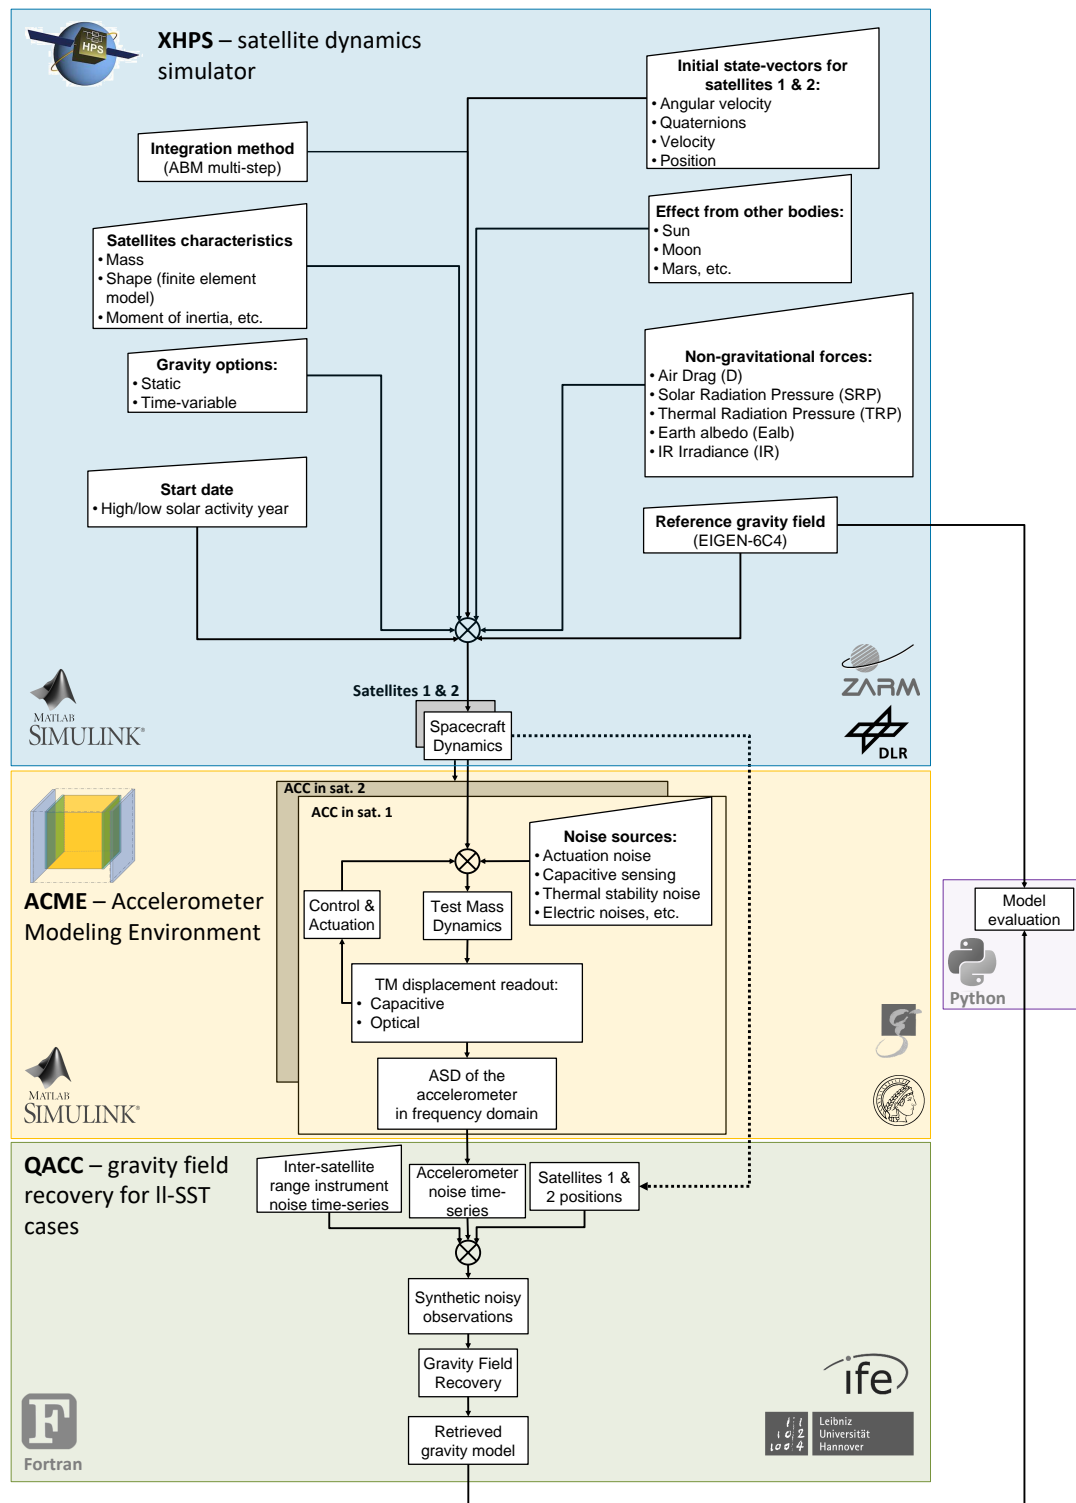 HPS
XHPS – satellite dynamics
simulator
Initial state-vectors for
satellites 1 & 2:
• Angular velocity
• Quaternions
• Velocity
• Position
Integration method
(ABM multi-step)
Effect from other bodies:
• Sun
• Moon
• Mars, etc.
Satellites characteristics
• Mass
• Shape (finite element
model)
• Moment of inertia, etc.
Gravity options:
• Static
• Time-variable
Non-gravitational forces:
• Air Drag (D)
• Solar Radiation Pressure (SRP)
• Thermal Radiation Pressure (TRP)
• Earth albedo (Ealb)
• IR Irradiance (IR)
Start date
• High/low solar activity year
Reference gravity field
(EIGEN-6C4)
ZARM
DLR
MATLAB
SIMULINK®
Satellites 1 & 2
Spacecraft
Dynamics
ACC in sat. 2
ACC in sat. 1
Noise sources:
• Actuation noise
• Capacitive sensing
• Thermal stability noise
• Electric noises, etc.
ACME – Accelerometer
Modeling Environment
Control &
Actuation
Test Mass
Dynamics
TM displacement readout:
• Capacitive
• Optical
ASD of the
accelerometer
in frequency domain
MATLAB
SIMULINK®
Model
evaluation
Python
QACC – gravity field
recovery for ll-SST
cases
Inter-satellite
range instrument
noise time-series
Accelerometer
noise time-
series
Satellites 1 &
2 positions
Synthetic noisy
observations
Gravity Field
Recovery
Retrieved
gravity model
F
Fortran
ife
11
102
1004
Leibniz
Universität
Hannover